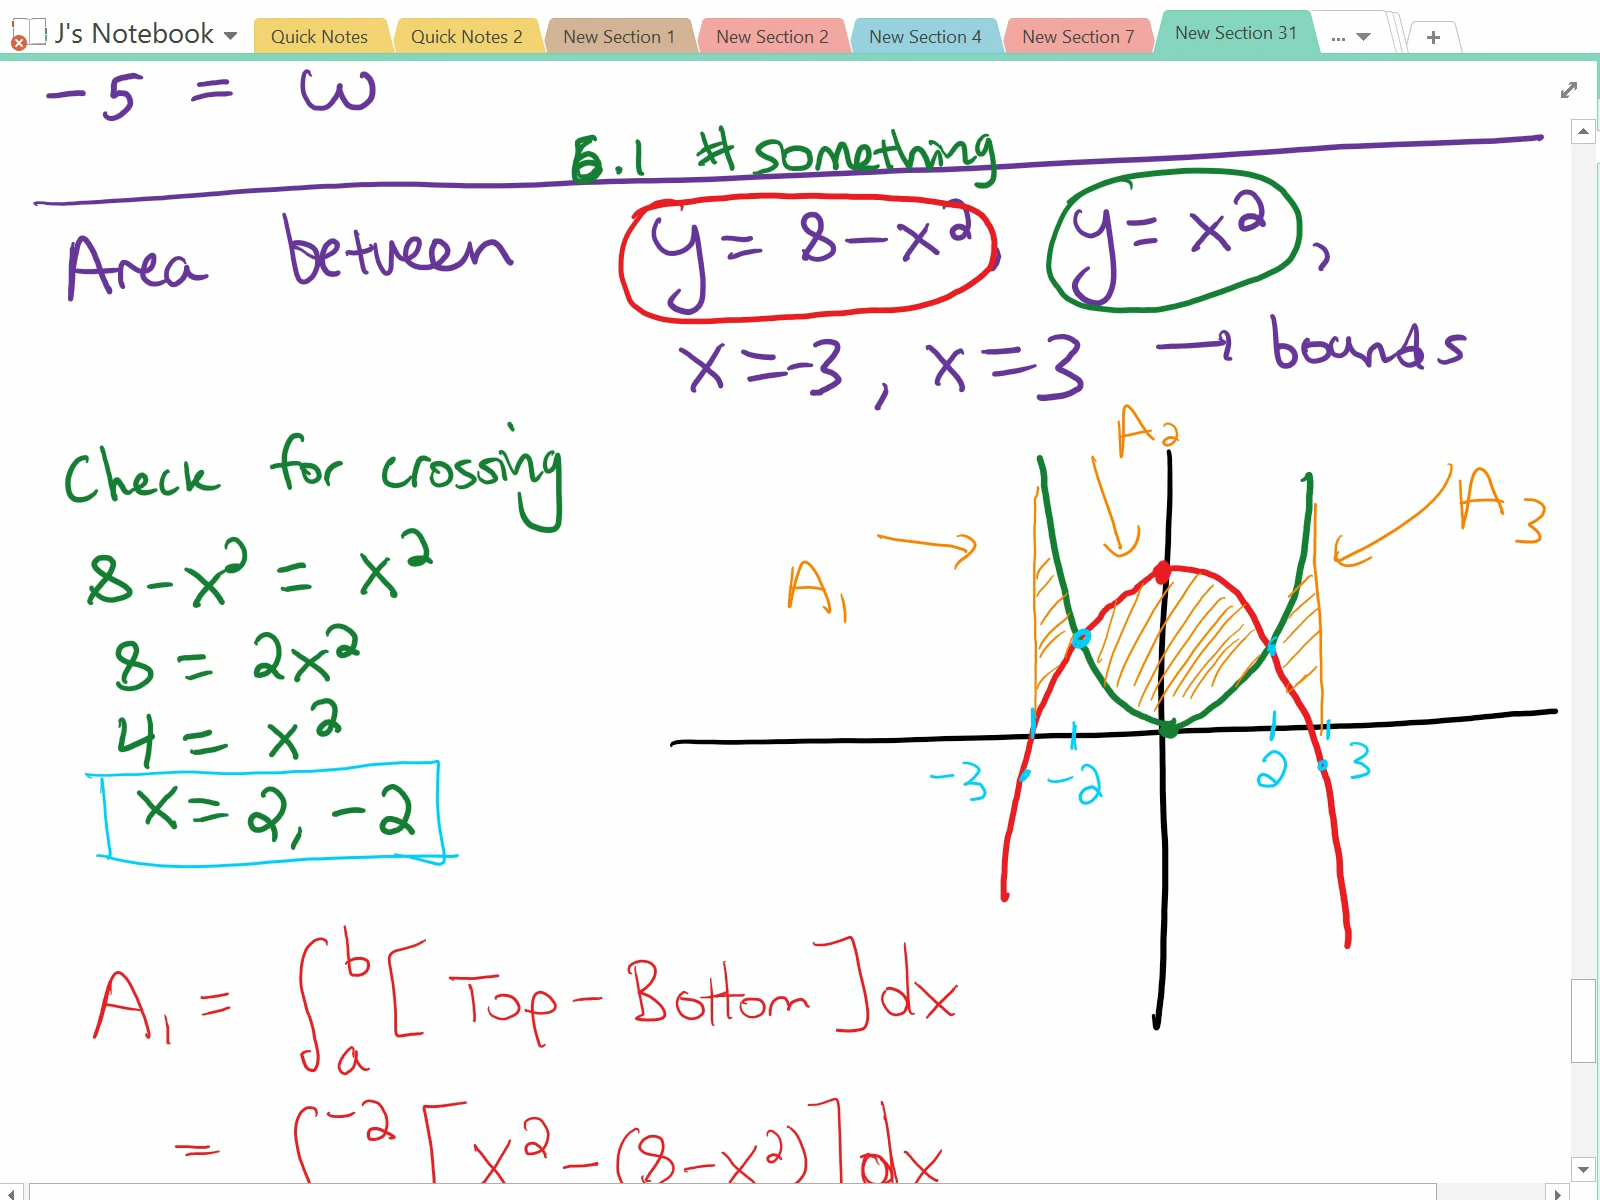 J's Notebook Quick Notes Quick Notes 2 New Section 1 New Section 2 New Section 4 New Section 7 New Section 31 ... +
-5 = ω
6.1 # something
Area between y = 8 - x², y = x²,
x = -3, x = 3 → bounds
Check for crossing
8 - x² = x²
8 = 2x²
4 = x²
x = 2, -2
A₂
A₃
A₁
-3 -2 2 3
A₁ = ∫ₐᵇ [Top - Bottom] dx
= ∫⁻² [x² - (8 - x²)] dx